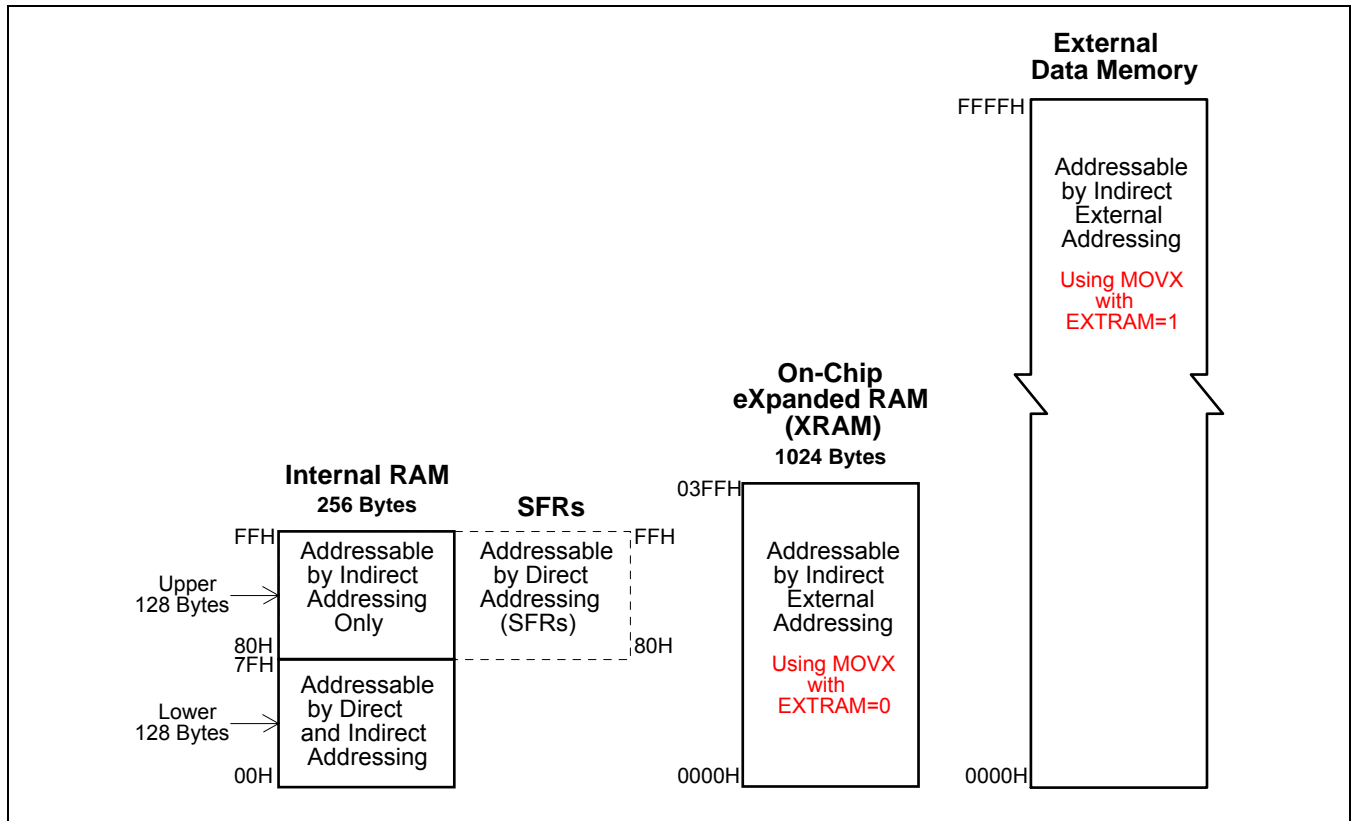 External
Data Memory
FFFFH
Addressable
by Indirect
External
Addressing
Using MOVX
with
EXTRAM=1
0000H
On-Chip
eXpanded RAM
(XRAM)
1024 Bytes
03FFH
Addressable
by Indirect
External
Addressing
Using MOVX
with
EXTRAM=0
0000H
Internal RAM
256 Bytes
FFH
Addressable
by Indirect
Addressing
Only
Upper
128 Bytes
80H
7FH
Addressable
by Direct
and Indirect
Addressing
Lower
128 Bytes
00H
SFRs
FFH
Addressable
by Direct
Addressing
(SFRs)
80H